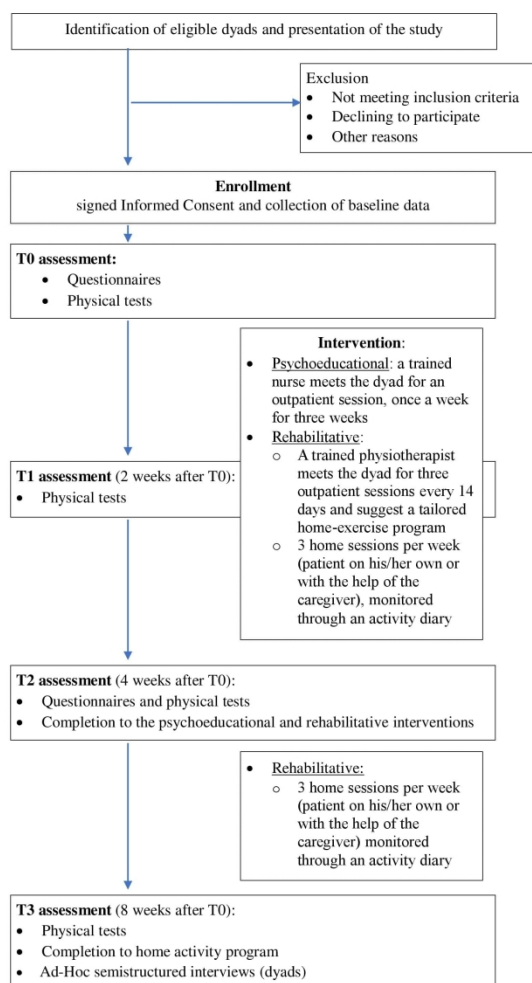 Identification of eligible dyads and presentation of the study
Exclusion
• Not meeting inclusion criteria
• Declining to participate
• Other reasons
Enrollment
signed Informed Consent and collection of baseline data
T0 assessment:
• Questionnaires
• Physical tests
Intervention:
• Psychoeducational: a trained
nurse meets the dyad for an
outpatient session, once a week
for three weeks
• Rehabilitative:
o A trained physiotherapist
meets the dyad for three
outpatient sessions every 14
days and suggest a tailored
home-exercise program
o 3 home sessions per week
(patient on his/her own or
with the help of the
caregiver), monitored
through an activity diary
T1 assessment (2 weeks after T0):
• Physical tests
T2 assessment (4 weeks after T0):
• Questionnaires and physical tests
• Completion to the psychoeducational and rehabilitative interventions
• Rehabilitative:
o 3 home sessions per week
(patient on his/her own or
with the help of the
caregiver) monitored
through an activity diary
T3 assessment (8 weeks after T0):
• Physical tests
• Completion to home activity program
• Ad-Hoc semistructured interviews (dyads)